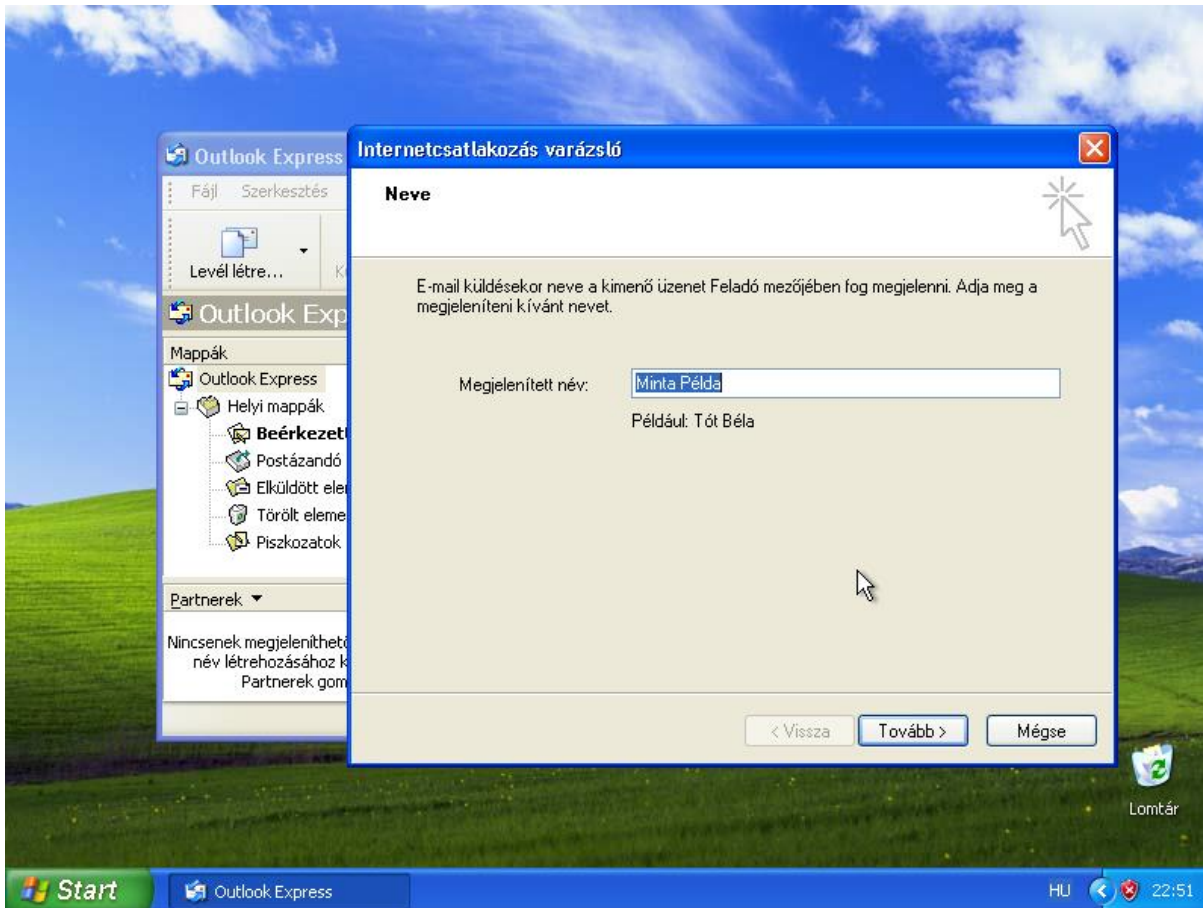 Outlook Express
Fájl Szerkesztés
Levél létre...
Outlook Exp
Mappák
Outlook Express
Helyi mappák
Beérkezett
Postázandó
Elküldött elem
Törölt eleme
Piszkozatok
Partnerek
Nincsenek megjeleníthető
név létrehozásához k
Partnerek gom
Internetcsatlakozás varázsló
Neve
E-mail küldésekor neve a kimenő üzenet Feladó mezőjében fog megjelenni. Adja meg a
megjeleníteni kívánt nevet.
Megjelenített név: Minta Példa
Például: Tót Béla
< Vissza Tovább > Mégse
Lomtár
Start Outlook Express HU 22:51